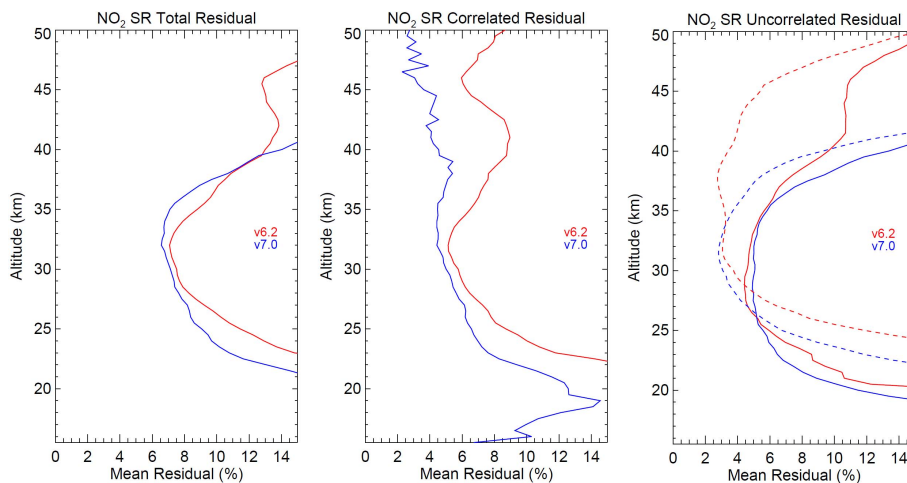 NO₂ SR Total Residual
50
45
40
35
30
25
20
Altitude (km)
v6.2
v7.0
0 2 4 6 8 10 12 14
Mean Residual (%)
NO₂ SR Correlated Residual
50
45
40
35
30
25
20
Altitude (km)
v6.2
v7.0
0 2 4 6 8 10 12 14
Mean Residual (%)
NO₂ SR Uncorrelated Residual
50
45
40
35
30
25
20
Altitude (km)
v6.2
v7.0
0 2 4 6 8 10 12 14
Mean Residual (%)